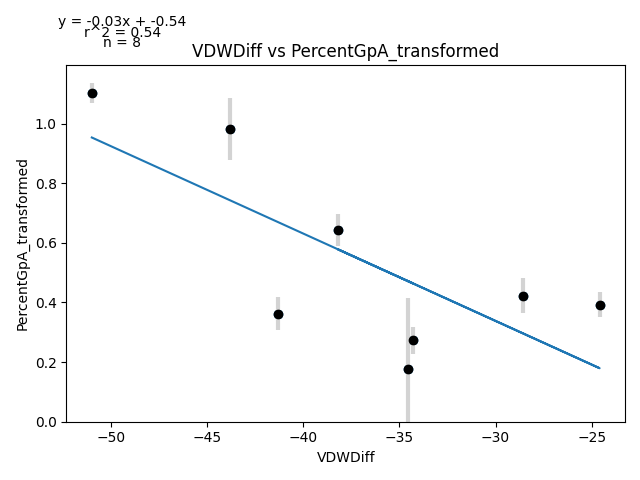 y = -0.03x + -0.54
r^2 = 0.54
n = 8
VDWDiff vs PercentGpA_transformed
1.0
0.8
0.6
0.4
0.2
0.0
PercentGpA_transformed
−50
−45
−40
−35
−30
−25
VDWDiff